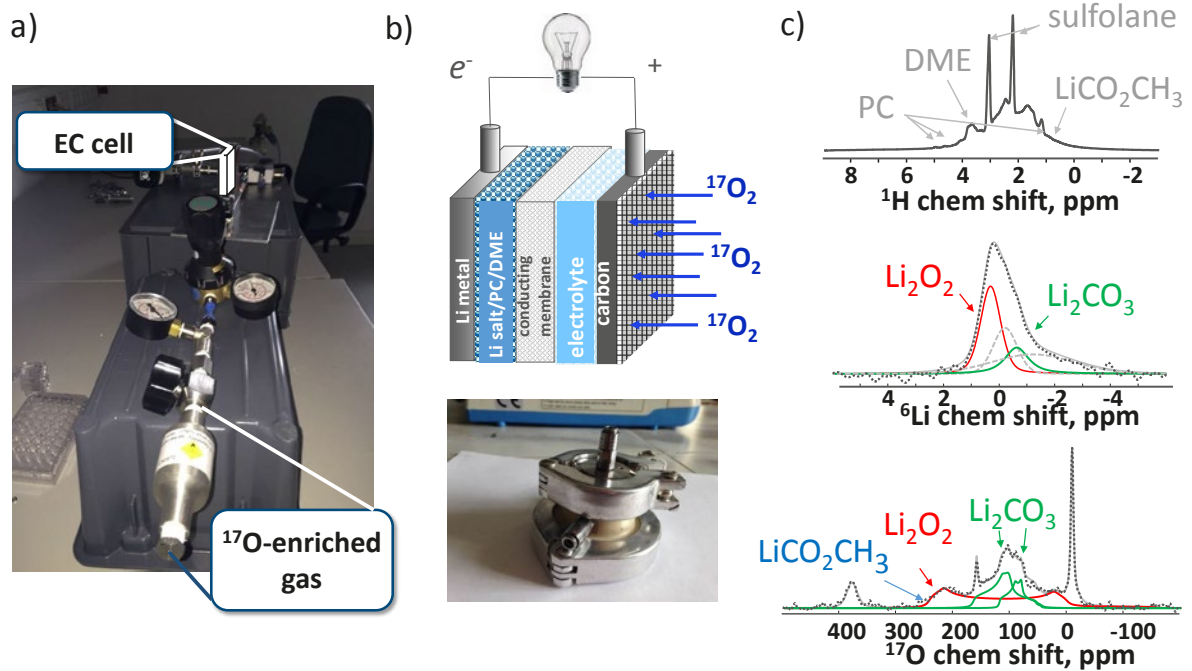 a)
EC cell
¹⁷O-enriched
gas
b)
e⁻
+
Li metal
Li salt/PC/DME
conducting
membrane
electrolyte
carbon
¹⁷O₂
¹⁷O₂
¹⁷O₂
c)
sulfolane
DME
PC
LiCO₂CH₃
8 6 4 2 0 -2
¹H chem shift, ppm
Li₂O₂
Li₂CO₃
4 2 0 -2 -4
⁶Li chem shift, ppm
Li₂CO₃
Li₂O₂
LiCO₂CH₃
400 300 200 100 0 -100
¹⁷O chem shift, ppm